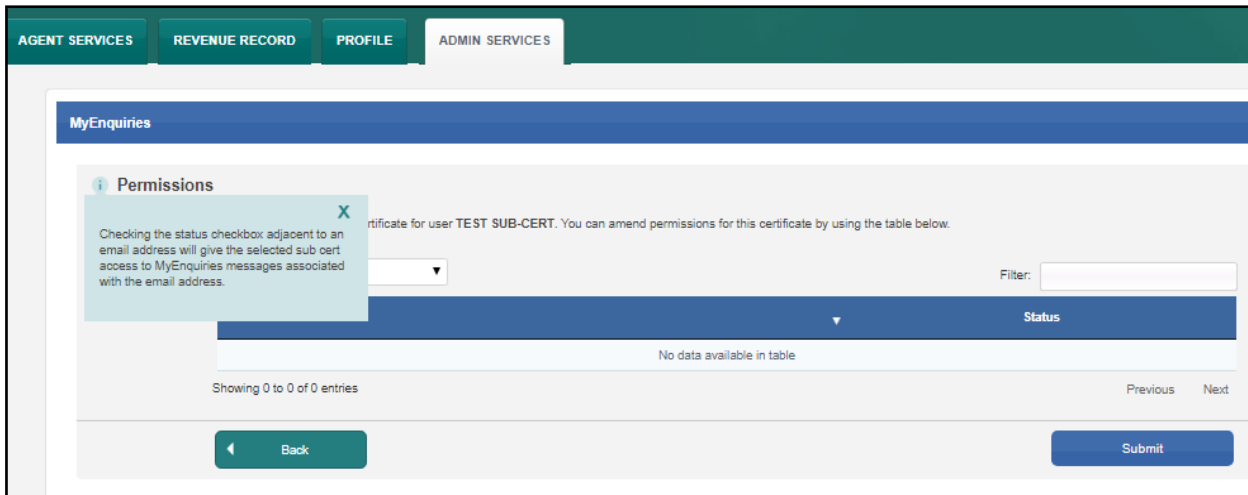 AGENT SERVICES REVENUE RECORD PROFILE ADMIN SERVICES
MyEnquiries
i Permissions
X
Checking the status checkbox adjacent to an
email address will give the selected sub cert
access to MyEnquiries messages associated
with the email address.
for user TEST SUB-CERT. You can amend permissions for this certificate by using the table below.
Filter:
Status
No data available in table
Showing 0 to 0 of 0 entries
Previous Next
Back
Submit